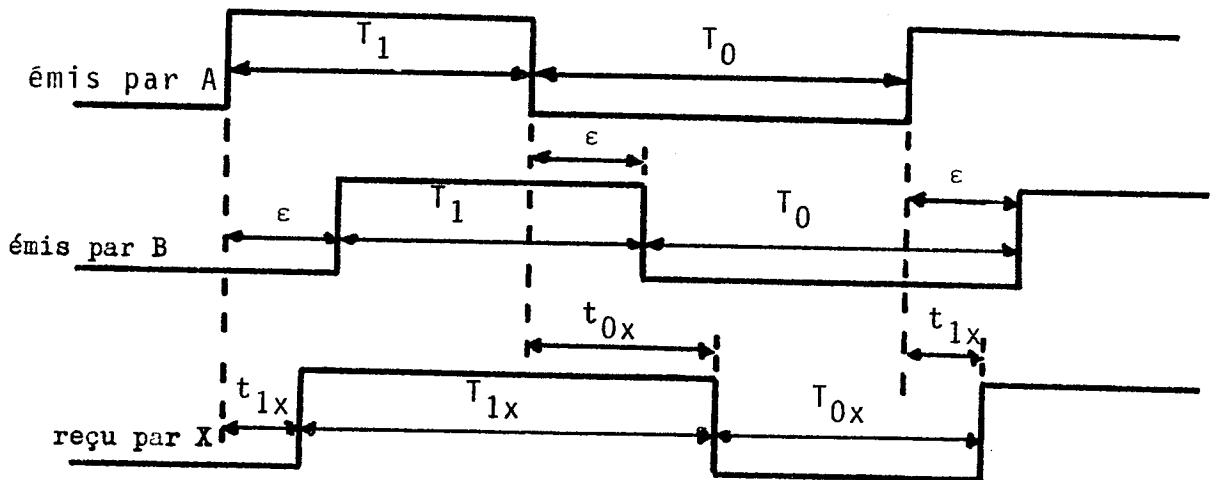 T1
T0
émis par A
ε
ε
T1
T0
ε
émis par B
t0x
t1x
t1x
T1x
T0x
reçu par X